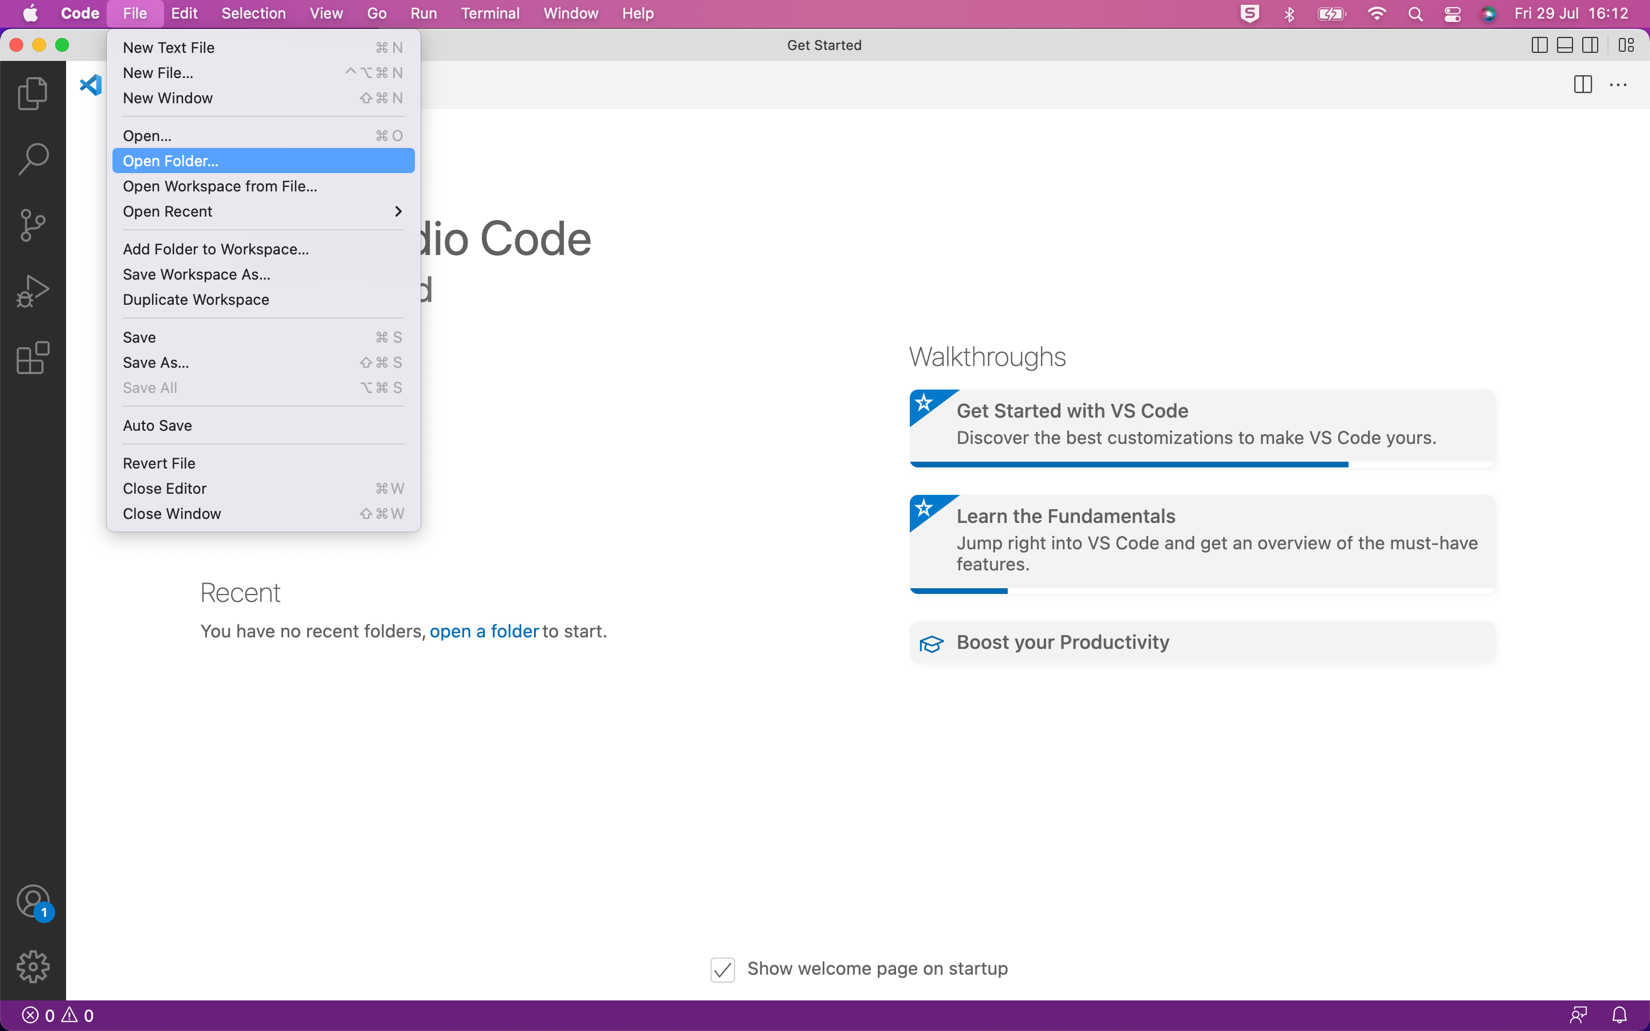 Code File Edit Selection View Go Run Terminal Window Help Fri 29 Jul 16:12
Get Started
New Text File ⌘ N
New File... ^⌥⌘ N
New Window ⇧⌘ N
Open... ⌘ O
Open Folder...
Open Workspace from File...
Open Recent
Add Folder to Workspace...
Save Workspace As...
Duplicate Workspace
Save ⌘ S
Save As... ⇧⌘ S
Save All ⌥⌘ S
Auto Save
Revert File
Close Editor ⌘W
Close Window ⇧⌘W
dio Code
d
Recent
You have no recent folders, open a folder to start.
Walkthroughs
Get Started with VS Code
Discover the best customizations to make VS Code yours.
Learn the Fundamentals
Jump right into VS Code and get an overview of the must-have
features.
Boost your Productivity
1
Show welcome page on startup
0 0